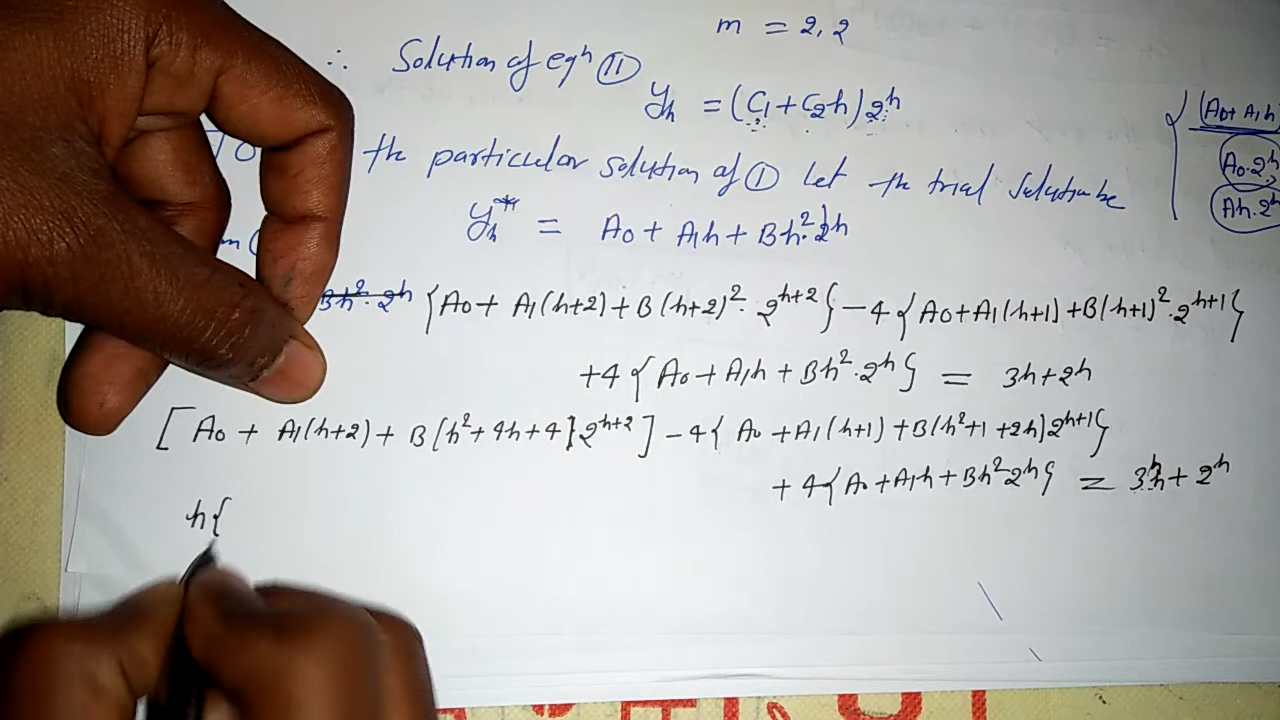 m = 2, 2
∴ Solution of eqⁿ (II)
yₕ = (C₁ + C₂h) 2ʰ
(A₀ + A₁h)
the particular solution of (I) Let the trial solution be
A₀·2ʰ
Ah·2ʰ
yₕ* = A₀ + A₁h + Bh²·2ʰ
Bh²·2ʰ {A₀ + A₁(h+2) + B(h+2)²·2ʰ⁺²} - 4 {A₀ + A₁(h+1) + B(h+1)²·2ʰ⁺¹}
+4 {A₀ + A₁h + Bh²·2ʰ} = 3h + 2ʰ
[A₀ + A₁(h+2) + B[h² + 4h + 4]·2ʰ⁺²] - 4{ A₀ + A₁(h+1) + B(h² + 1 + 2h) 2ʰ⁺¹}
+ 4{A₀ + A₁h + Bh²2ʰ} = 3h + 2ʰ
h{